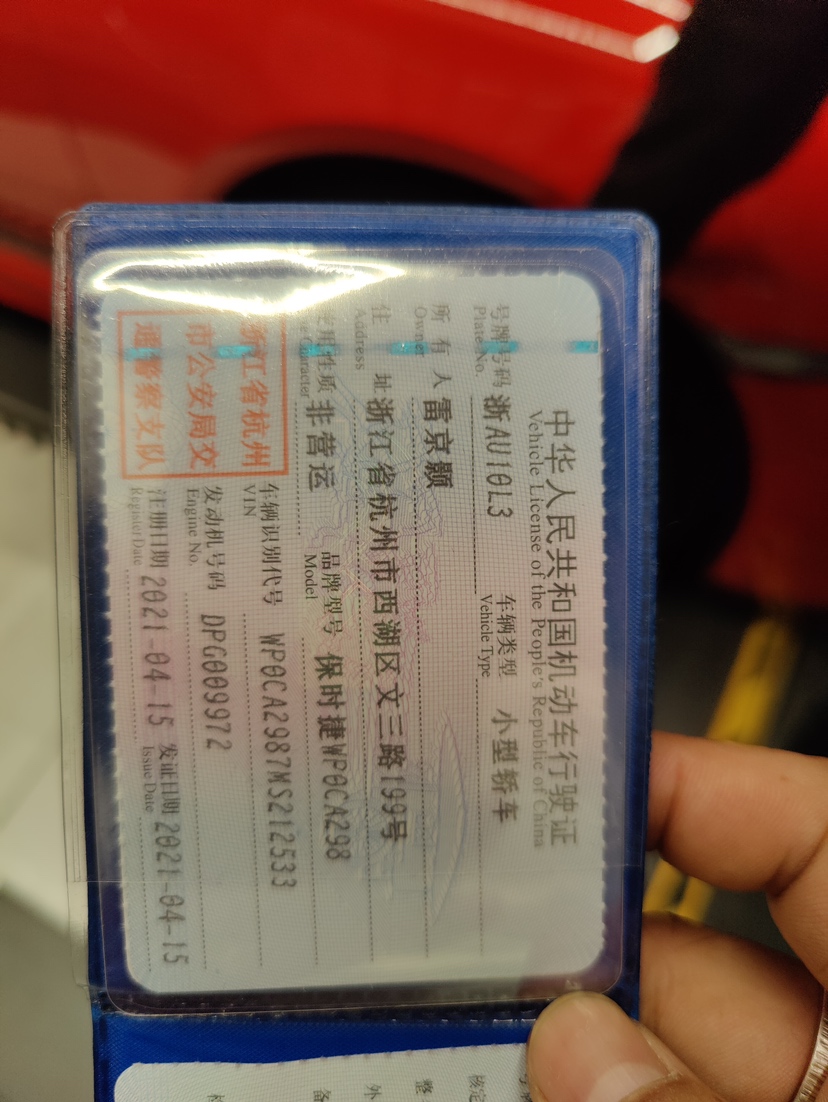 中华人民共和国机动车行驶证
Vehicle License of the People's Republic of China
号牌号码 浙AU10L3 车辆类型 小型轿车
Plate No. Vehicle Type
所有人 雷京颢
Owner
住址 浙江省杭州市西湖区文三路199号
Address
使用性质 非营运 品牌型号 保时捷WP0CA298
Character Model
浙江省杭州市公安局交通警察支队
车辆识别代号 WP0CA2987MS212533
VIN
发动机号码 DPG009972
Engine No.
注册日期 2021-04-15 发证日期 2021-04-15
Register Date Issue Date
核定
整
外
备
检